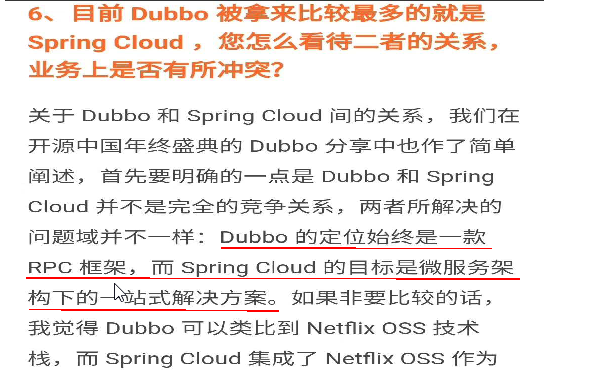 6、目前 Dubbo 被拿来比较最多的就是
Spring Cloud ，您怎么看待二者的关系，
业务上是否有所冲突？
关于 Dubbo 和 Spring Cloud 间的关系，我们在
开源中国年终盛典的 Dubbo 分享中也作了简单
阐述，首先要明确的一点是 Dubbo 和 Spring
Cloud 并不是完全的竞争关系，两者所解决的
问题域并不一样：Dubbo 的定位始终是一款
RPC 框架，而 Spring Cloud 的目标是微服务架
构下的一站式解决方案。如果非要比较的话，
我觉得 Dubbo 可以类比到 Netflix OSS 技术
栈，而 Spring Cloud 集成了 Netflix OSS 作为